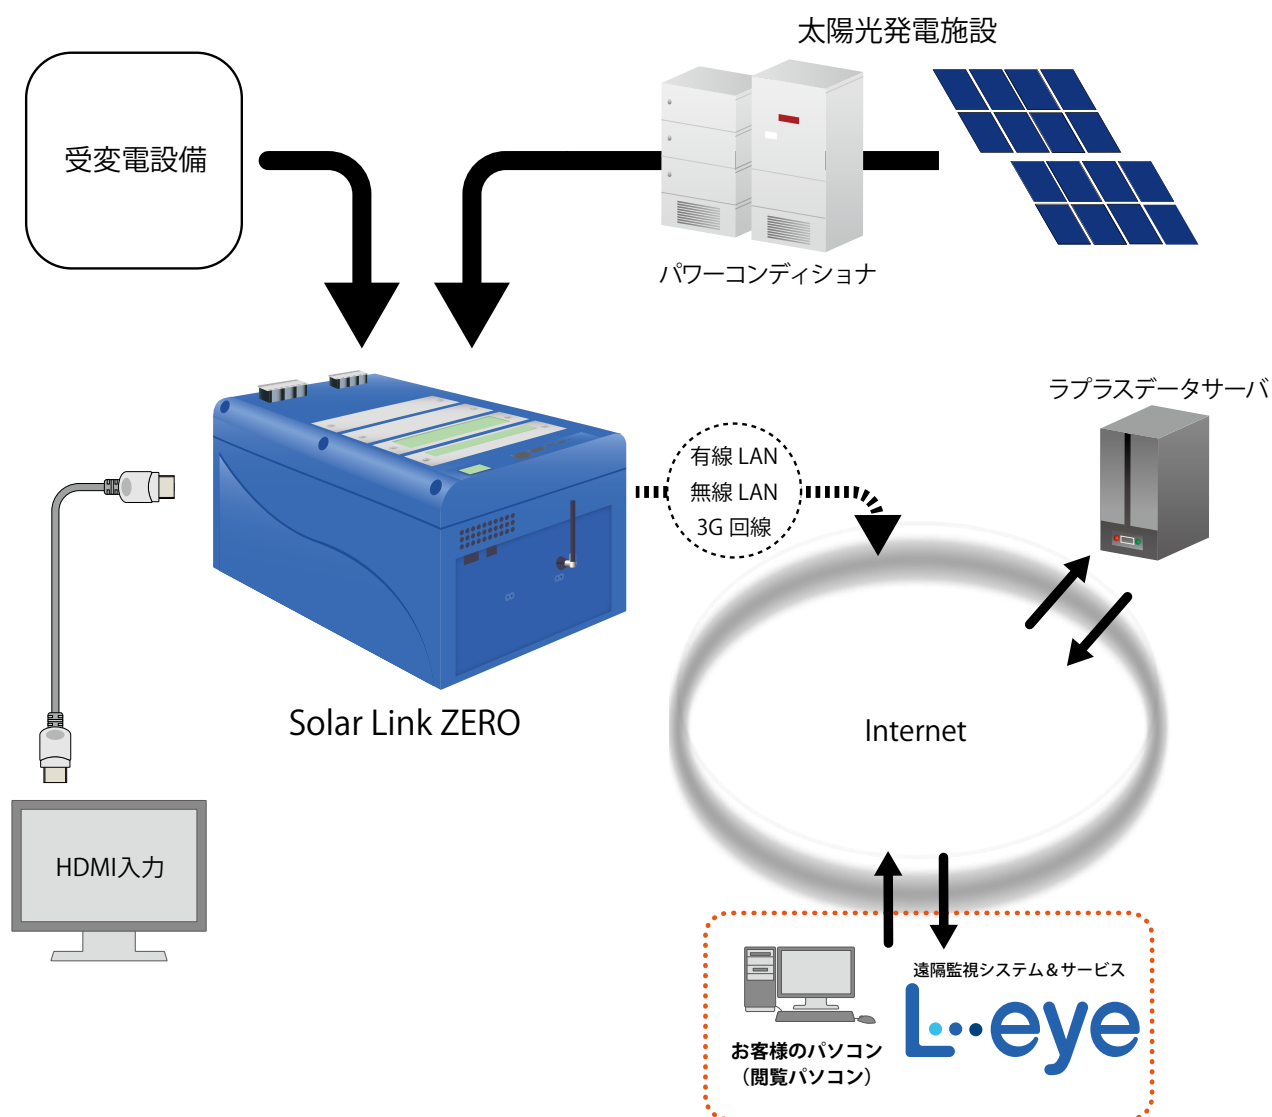 太陽光発電施設
受変電設備
パワーコンディショナ
ラプラスデータサーバ
有線 LAN
無線 LAN
3G 回線
Solar Link ZERO
Internet
HDMI入力
遠隔監視システム＆サービス
L・・・eye
お客様のパソコン
（閲覧パソコン）